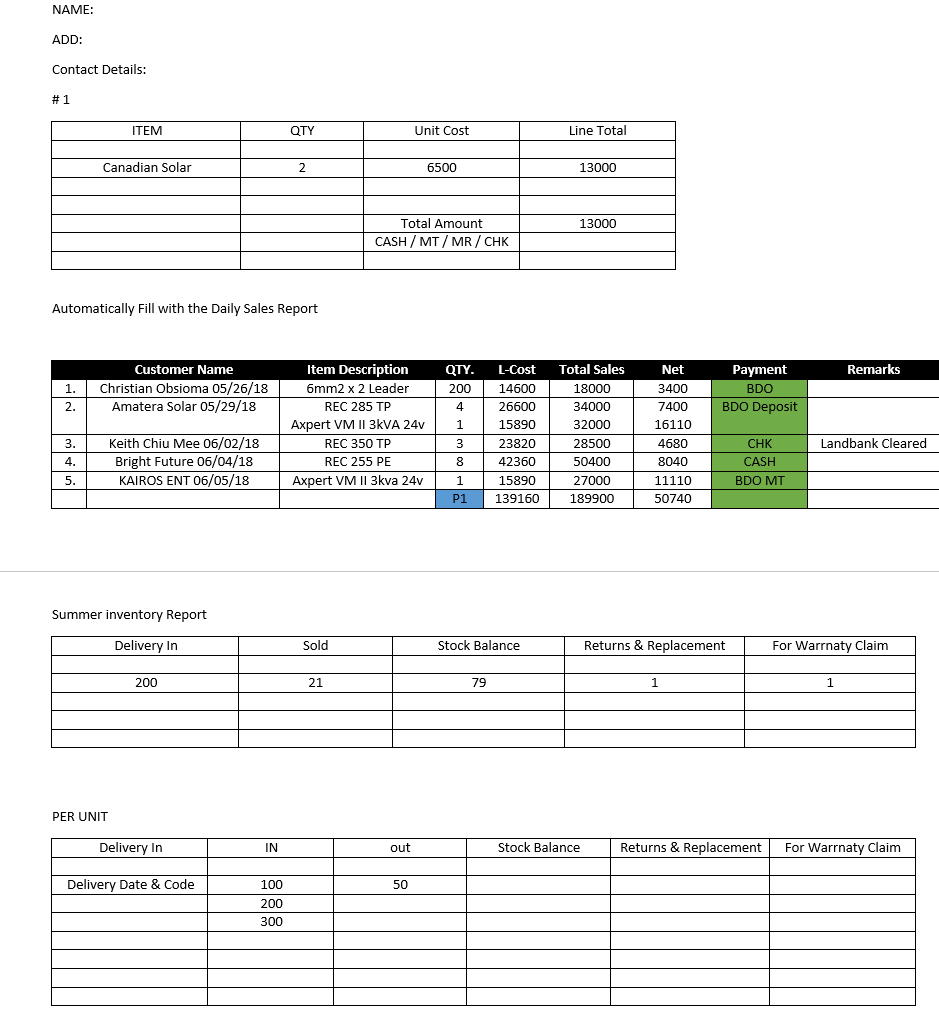 NAME:
ADD:
Contact Details:
# 1
ITEM QTY Unit Cost Line Total
Canadian Solar 2 6500 13000
Total Amount 13000
CASH / MT / MR / CHK
Automatically Fill with the Daily Sales Report
Customer Name Item Description QTY. L-Cost Total Sales Net Payment Remarks
1. Christian Obsioma 05/26/18 6mm2 x 2 Leader 200 14600 18000 3400 BDO
2. Amatera Solar 05/29/18 REC 285 TP 4 26600 34000 7400 BDO Deposit
Axpert VM II 3kVA 24v 1 15890 32000 16110
3. Keith Chiu Mee 06/02/18 REC 350 TP 3 23820 28500 4680 CHK Landbank Cleared
4. Bright Future 06/04/18 REC 255 PE 8 42360 50400 8040 CASH
5. KAIROS ENT 06/05/18 Axpert VM II 3kva 24v 1 15890 27000 11110 BDO MT
P1 139160 189900 50740
Summer inventory Report
Delivery In Sold Stock Balance Returns & Replacement For Warrnaty Claim
200 21 79 1 1
PER UNIT
Delivery In IN out Stock Balance Returns & Replacement For Warrnaty Claim
Delivery Date & Code 100 50
200
300